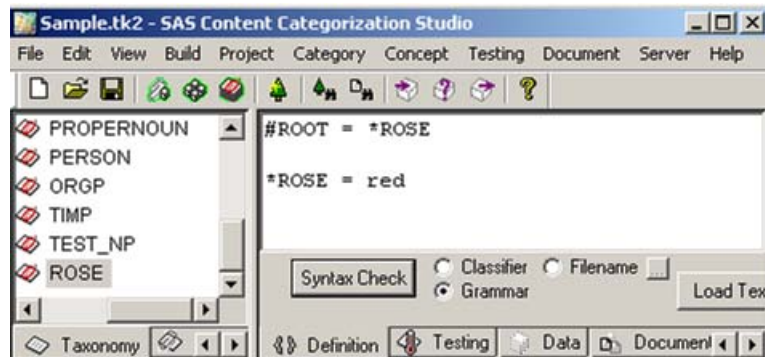 Sample.tk2 - SAS Content Categorization Studio
File Edit View Build Project Category Concept Testing Document Server Help
PROPERNOUN
PERSON
ORGP
TIMP
TEST_NP
ROSE
Taxonomy
#ROOT = *ROSE
*ROSE = red
Syntax Check
Classifier
Filename
...
Grammar
Load Tex
Definition
Testing
Data
Document